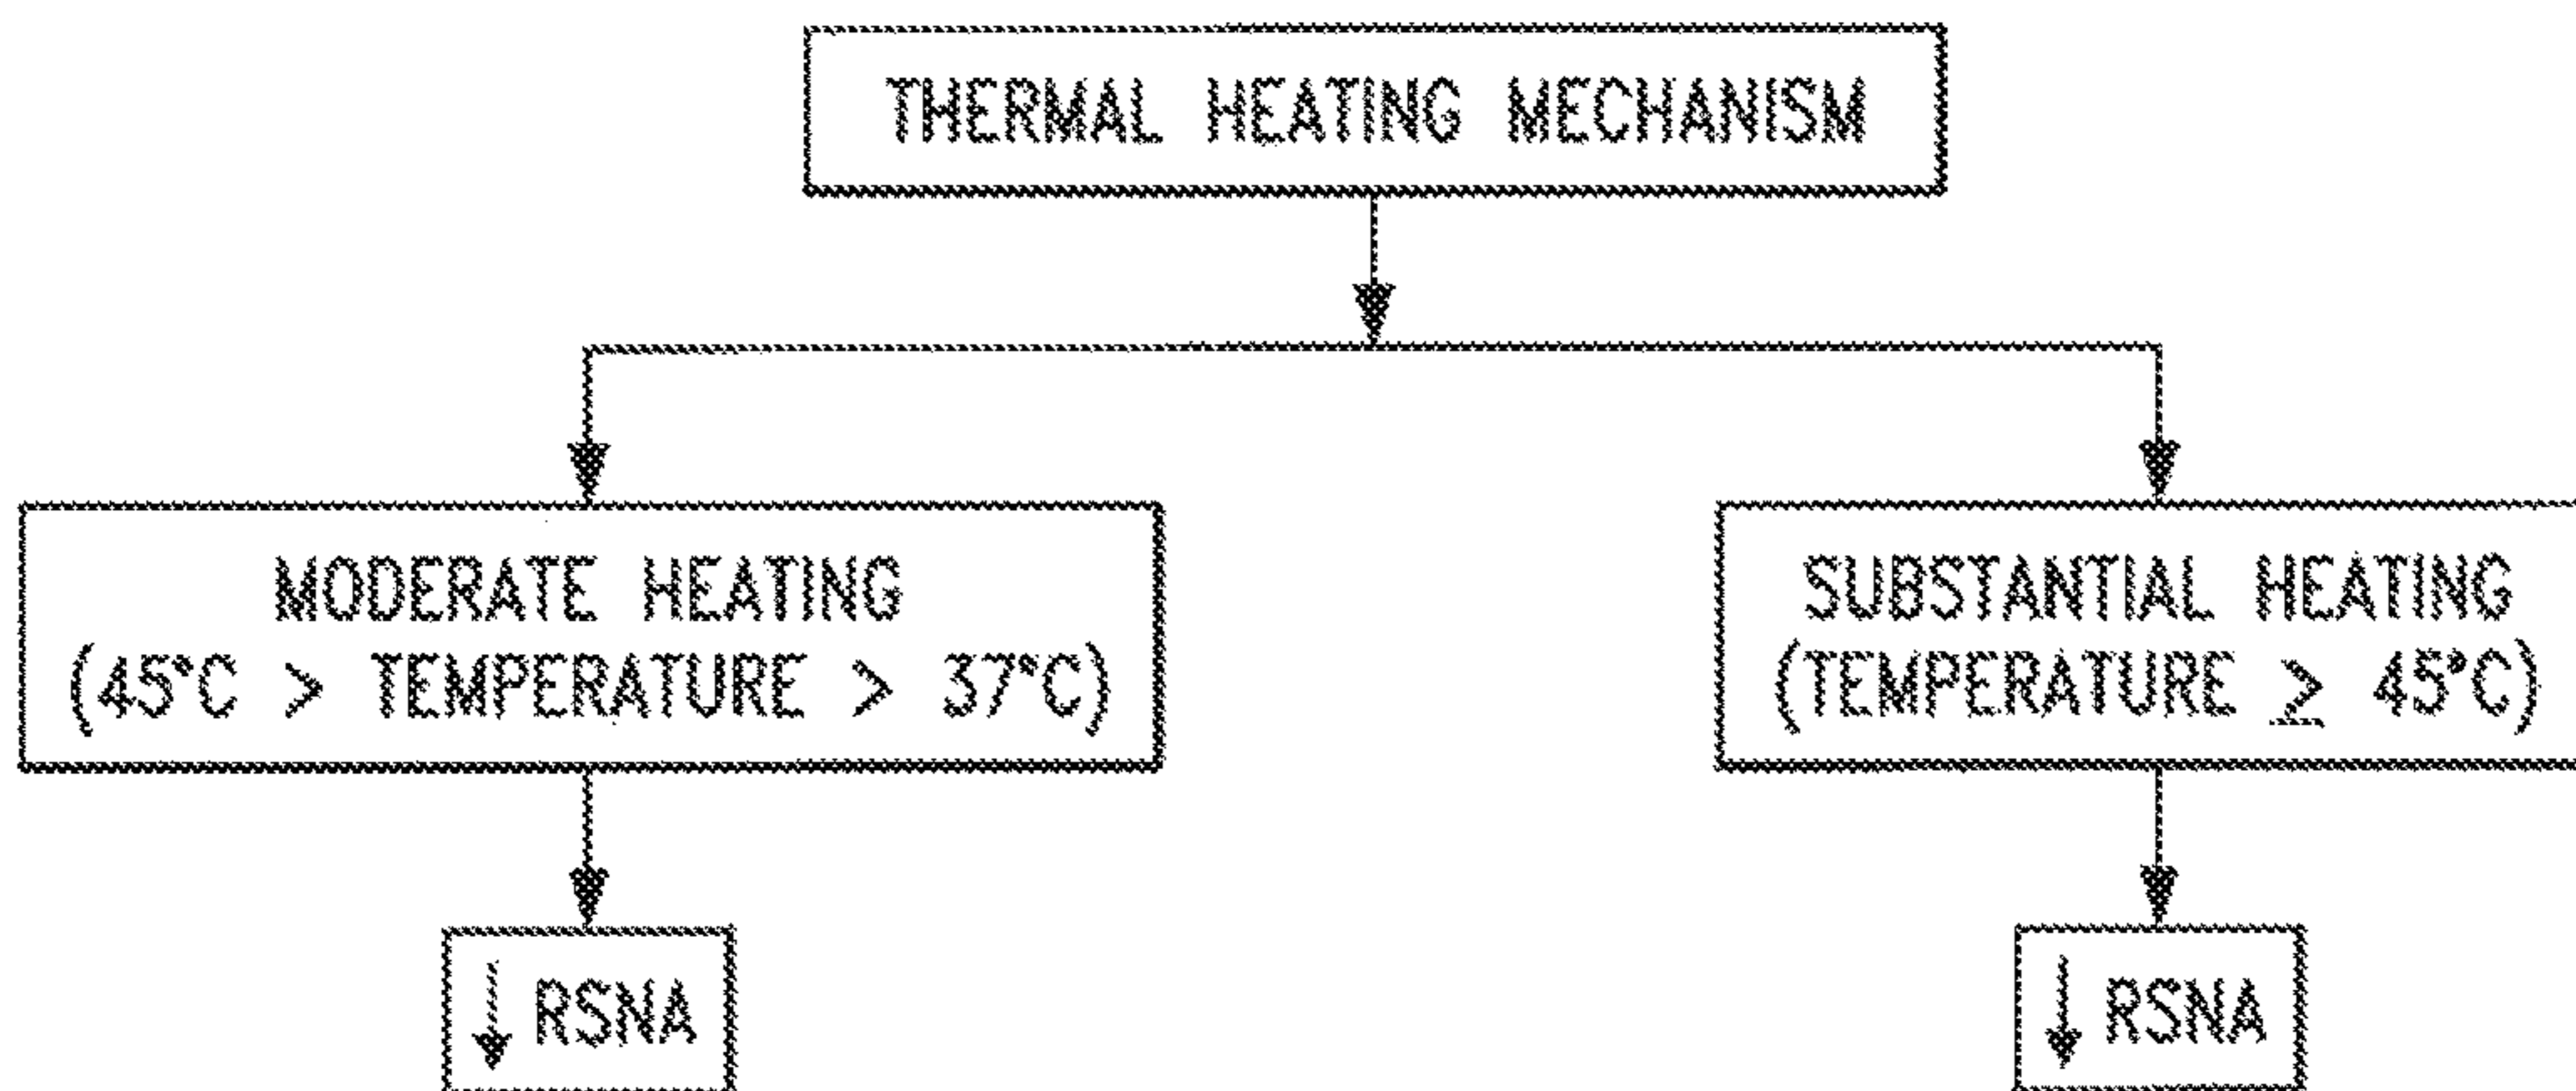 THERMAL HEATING MECHANISM
MODERATE HEATING
(45°C > TEMPERATURE > 37°C)
SUBSTANTIAL HEATING
(TEMPERATURE ≥ 45°C)
↓ RSNA
↓ RSNA